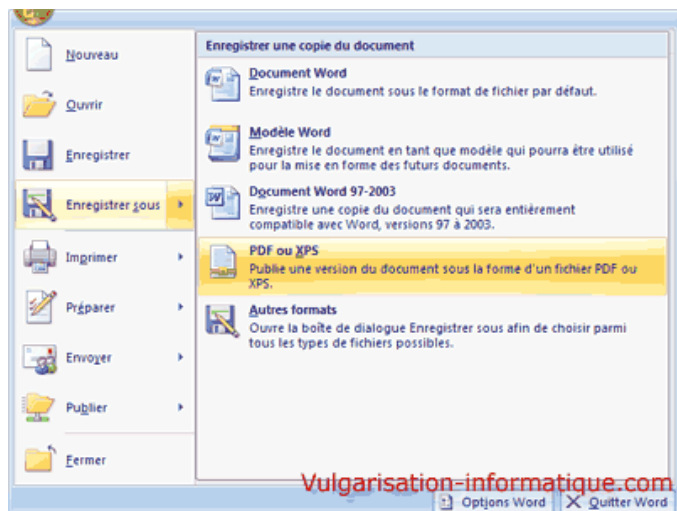 Nouveau
Ouvrir
Enregistrer
Enregistrer sous
Imprimer
Préparer
Envoyer
Publier
Fermer
Enregistrer une copie du document
Document Word
Enregistre le document sous le format de fichier par défaut.
Modèle Word
Enregistre le document en tant que modèle qui pourra être utilisé
pour la mise en forme des futurs documents.
Document Word 97-2003
Enregistre une copie du document qui sera entièrement
compatible avec Word, versions 97 à 2003.
PDF ou XPS
Publie une version du document sous la forme d'un fichier PDF ou
XPS.
Autres formats
Ouvre la boîte de dialogue Enregistrer sous afin de choisir parmi
tous les types de fichiers possibles.
Vulgarisation-informatique.com
Options Word
Quitter Word